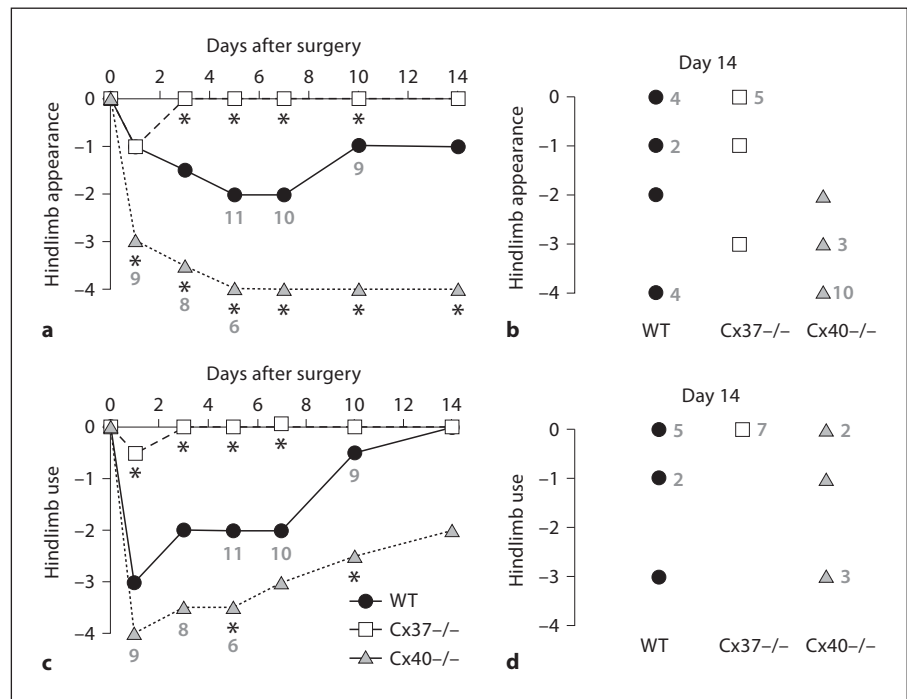 Days after surgery
0 2 4 6 8 10 12 14
0
–1
–2
–3
–4
Hindlimb appearance
* * * * *
9
11 10
* * * * * *
9 8 6
a
Day 14
0
–1
–2
–3
–4
Hindlimb appearance
4 5
2
3
4 10
WT Cx37–/– Cx40–/–
b
Days after surgery
0 2 4 6 8 10 12 14
0
–1
–2
–3
–4
Hindlimb use
* * * * *
9
11 10
* *
9 8 6
WT
Cx37–/–
Cx40–/–
c
Day 14
0
–1
–2
–3
–4
Hindlimb use
5 7 2
2
3
WT Cx37–/– Cx40–/–
d